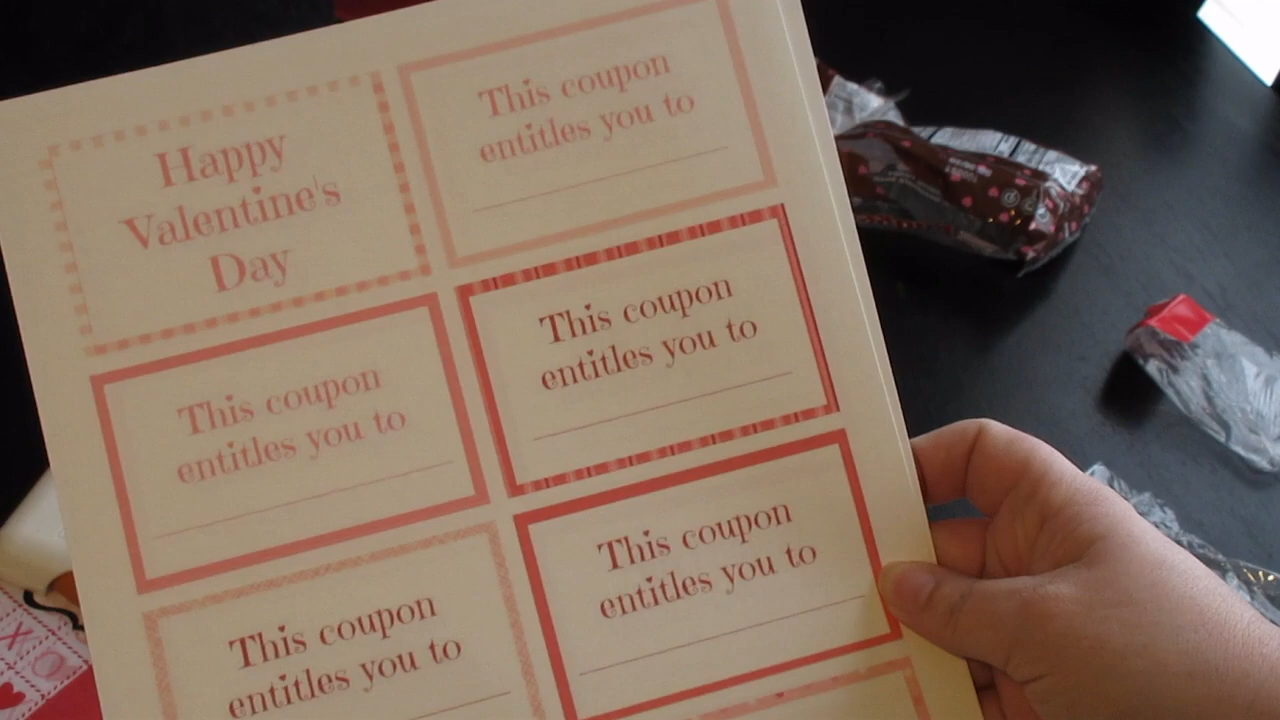 Happy
Valentine's
Day
This coupon
entitles you to
This coupon
entitles you to
This coupon
entitles you to
This coupon
entitles you to
This coupon
entitles you to
X